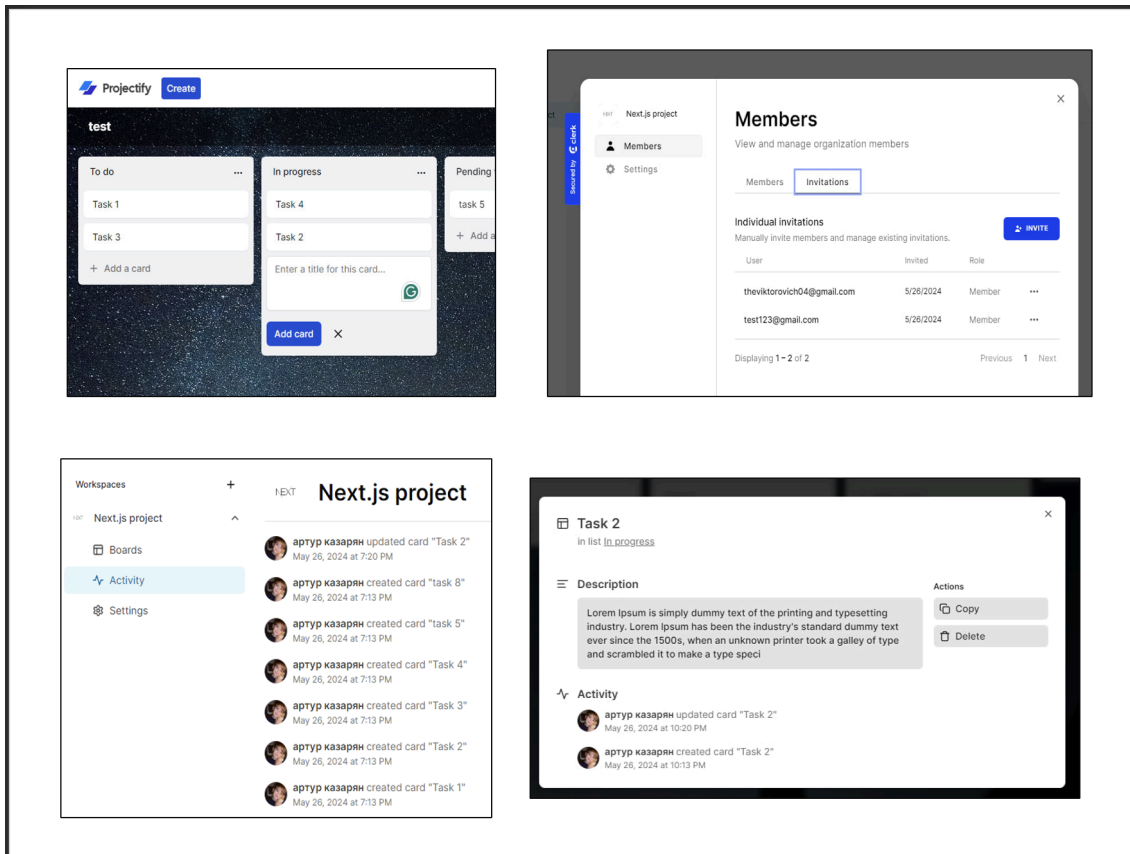 Projectify Create
test
To do ...
Task 1
Task 3
+ Add a card
In progress ...
Task 4
Task 2
Enter a title for this card...
Add card
Pending
task 5
+ Add a
Secured by clerk
Next.js project
Members
Settings
Members
View and manage organization members
Members Invitations
Individual invitations
Manually invite members and manage existing invitations.
INVITE
User Invited Role
theviktorovich04@gmail.com 5/26/2024 Member ...
test123@gmail.com 5/26/2024 Member ...
Displaying 1 – 2 of 2 Previous 1 Next
Workspaces +
Next.js project
Boards
Activity
Settings
NEXT Next.js project
артур казарян updated card "Task 2"
May 26, 2024 at 7:20 PM
артур казарян created card "task 8"
May 26, 2024 at 7:13 PM
артур казарян created card "task 5"
May 26, 2024 at 7:13 PM
артур казарян created card "Task 4"
May 26, 2024 at 7:13 PM
артур казарян created card "Task 3"
May 26, 2024 at 7:13 PM
артур казарян created card "Task 2"
May 26, 2024 at 7:13 PM
артур казарян created card "Task 1"
May 26, 2024 at 7:13 PM
Task 2
in list In progress
Description
Lorem Ipsum is simply dummy text of the printing and typesetting
industry. Lorem Ipsum has been the industry's standard dummy text
ever since the 1500s, when an unknown printer took a galley of type
and scrambled it to make a type speci
Actions
Copy
Delete
Activity
артур казарян updated card "Task 2"
May 26, 2024 at 10:20 PM
артур казарян created card "Task 2"
May 26, 2024 at 10:13 PM